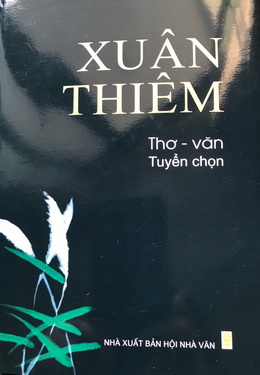 XUÂN
THIÊM
Thơ - văn
Tuyển chọn
NHÀ XUẤT BẢN HỘI NHÀ VĂN